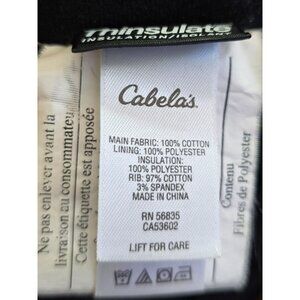 Thinsulate
INSULATION/ISOLANT
Cabela's
MAIN FABRIC: 100% COTTON
LINING: 100% POLYESTER
INSULATION:
100% POLYESTER
RIB: 97% COTTON
3% SPANDEX
MADE IN CHINA
RN 56835
CA53602
LIFT FOR CARE
Ne pas enlever avant la
livraison au consommateur
Cette étiquette est apposée
Contenu
Fibres de Polyester